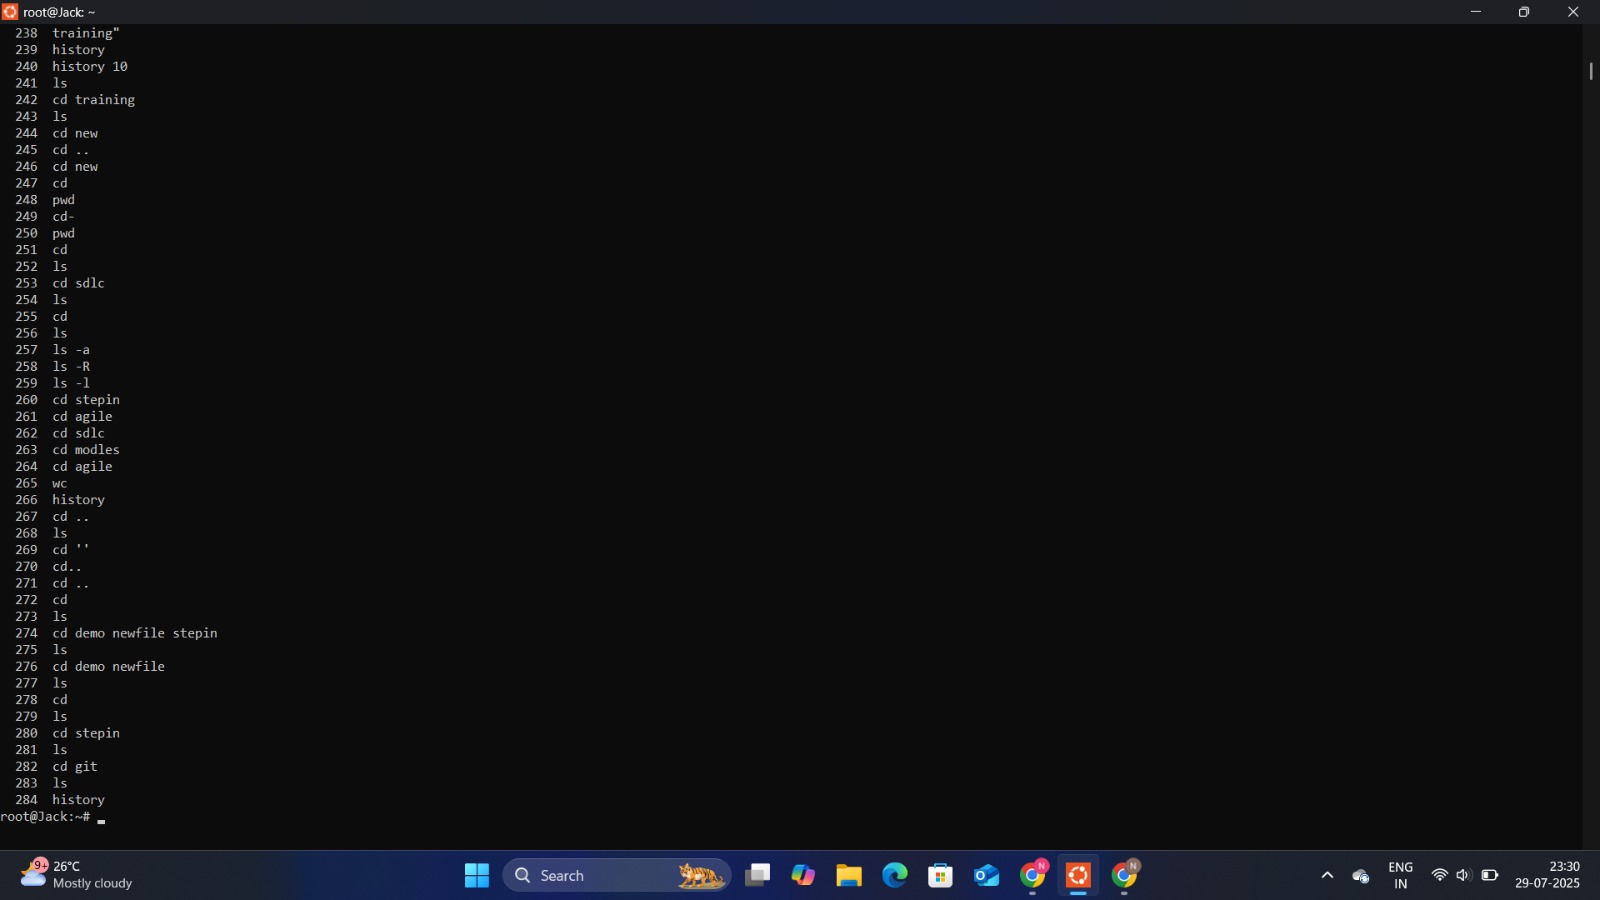 root@Jack: ~
238 training"
239 history
240 history 10
241 ls
242 cd training
243 ls
244 cd new
245 cd ..
246 cd new
247 cd
248 pwd
249 cd-
250 pwd
251 cd
252 ls
253 cd sdlc
254 ls
255 cd
256 ls
257 ls -a
258 ls -R
259 ls -l
260 cd stepin
261 cd agile
262 cd sdlc
263 cd modles
264 cd agile
265 wc
266 history
267 cd ..
268 ls
269 cd ''
270 cd..
271 cd ..
272 cd
273 ls
274 cd demo newfile stepin
275 ls
276 cd demo newfile
277 ls
278 cd
279 ls
280 cd stepin
281 ls
282 cd git
283 ls
284 history
root@Jack:~#
9+
26°C
Mostly cloudy
Search
N
N
ENG
IN
23:30
29-07-2025